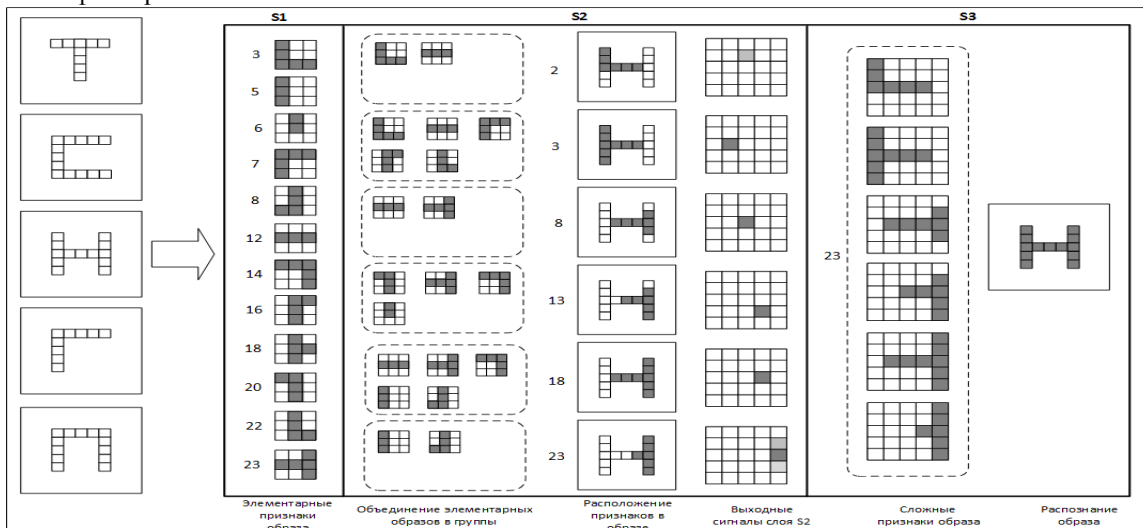 S1 S2 S3
3
5
6
7
8
12
14
16
18
20
22
23
2
3
8
13
18
23
23
Элементарные признаки образа
Объединение элементарных образов в группы
Расположение признаков в образе
Выходные сигналы слоя S2
Сложные признаки образа
Распознание образа